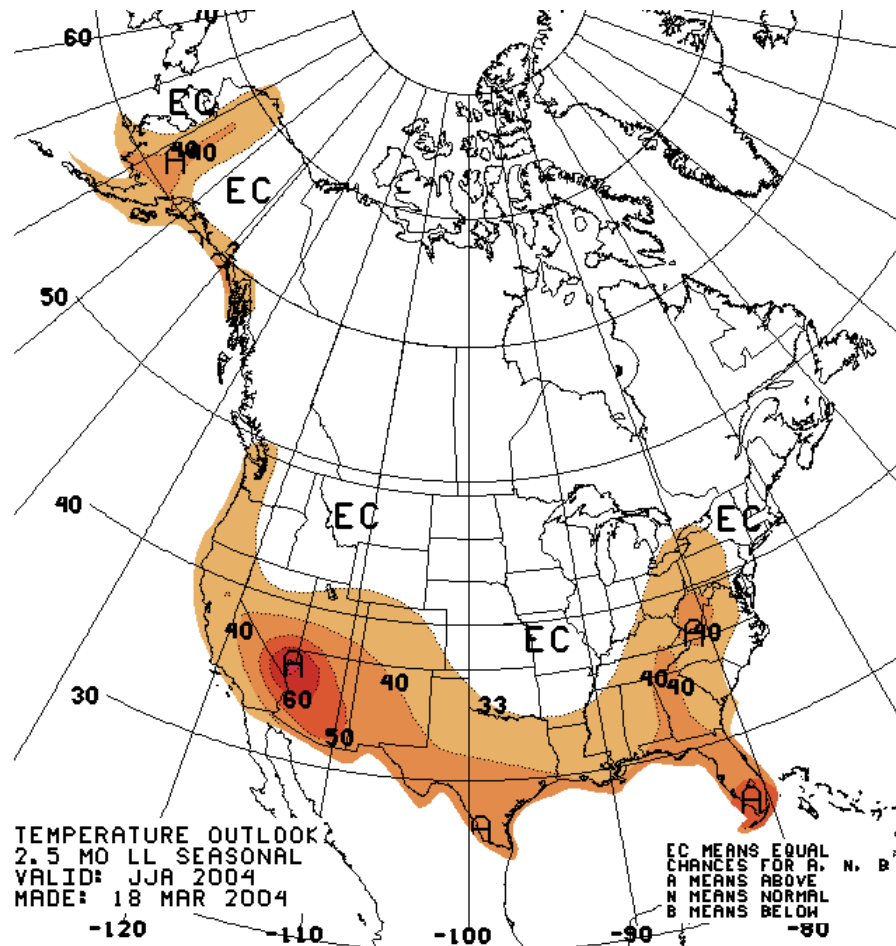 70
60
EC
40 40
A
EC
50
40
EC
EC
A
40
40
EC
A
40
40
40
60
33
30
50
A
A
TEMPERATURE OUTLOOK
2.5 MO LL SEASONAL
VALID: JJA 2004
MADE: 18 MAR 2004
EC MEANS EQUAL
CHANCES FOR A, N, B
A MEANS ABOVE
N MEANS NORMAL
B MEANS BELOW
-120
-110
-100
-90
-80